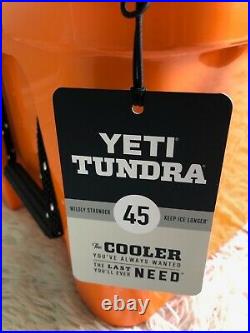 YETI
TUNDRA®
WILDLY STRONGER
45
KEEP ICE LONGER®
The COOLER
YOU'VE ALWAYS WANTED
THE LAST NEED®
YOU'LL EVER